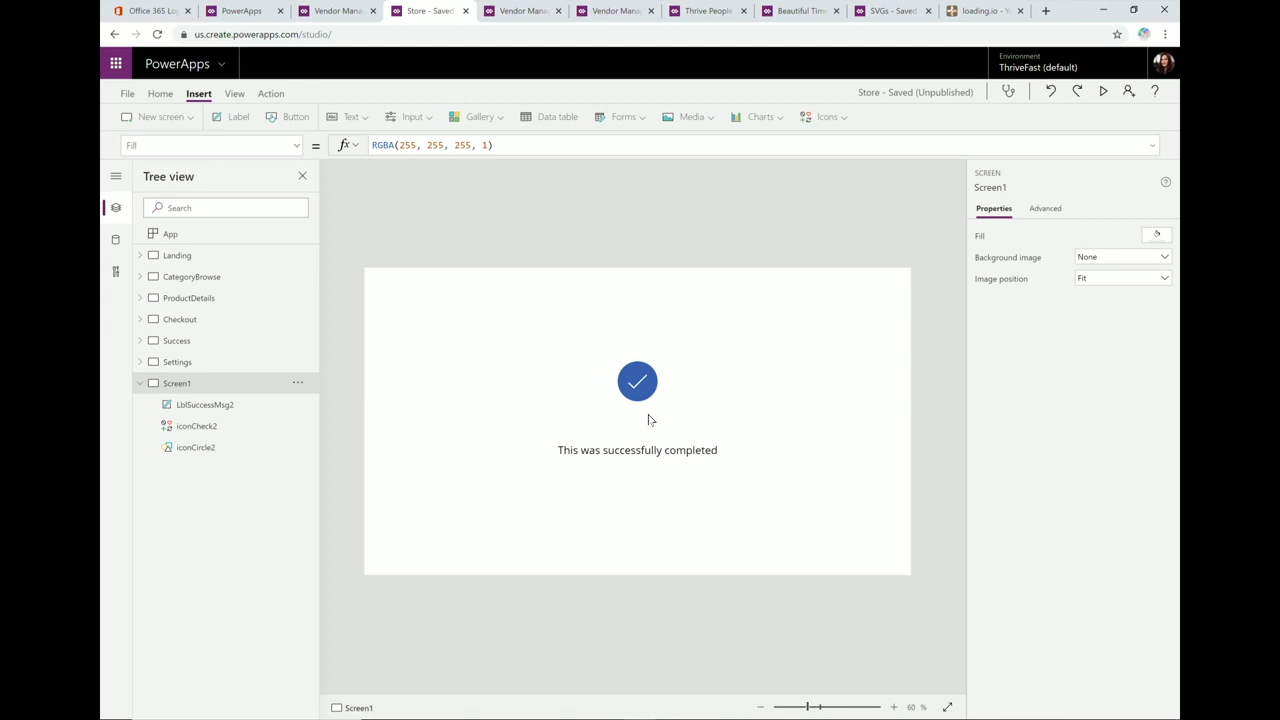 Office 365 Lo
PowerApps
Vendor Mana
Store - Saved
Vendor Mana
Vendor Mana
Thrive People
Beautiful Tim
SVGs - Saved
loading.io - Y
us.create.powerapps.com/studio/
PowerApps
Environment
ThriveFast (default)
File Home Insert View Action
Store - Saved (Unpublished)
New screen Label Button Text Input Gallery Data table Forms Media Charts Icons
Fill = fx RGBA(255, 255, 255, 1)
Tree view
Search
App
Landing
CategoryBrowse
ProductDetails
Checkout
Success
Settings
Screen1
LblSuccessMsg2
iconCheck2
iconCircle2
This was successfully completed
SCREEN
Screen1
Properties Advanced
Fill
Background image None
Image position Fit
Screen1
60 %